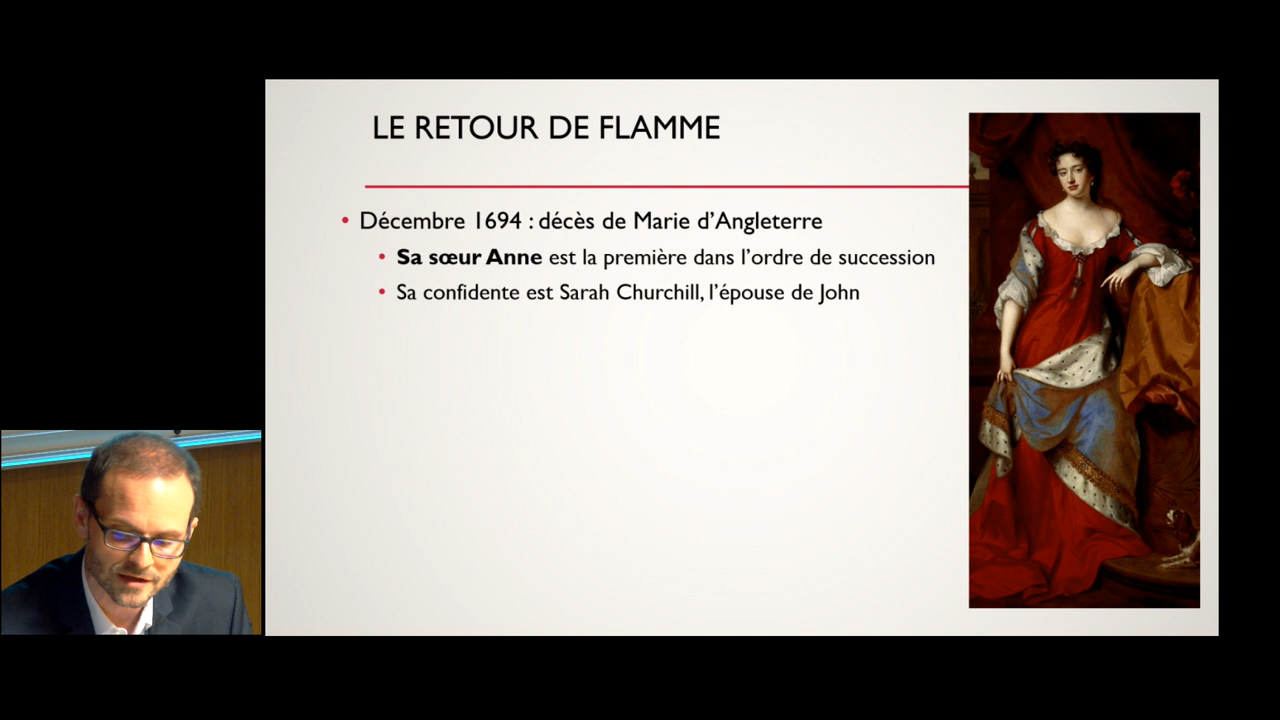 LE RETOUR DE FLAMME
• Décembre 1694 : décès de Marie d’Angleterre
• Sa sœur Anne est la première dans l’ordre de succession
• Sa confidente est Sarah Churchill, l’épouse de John